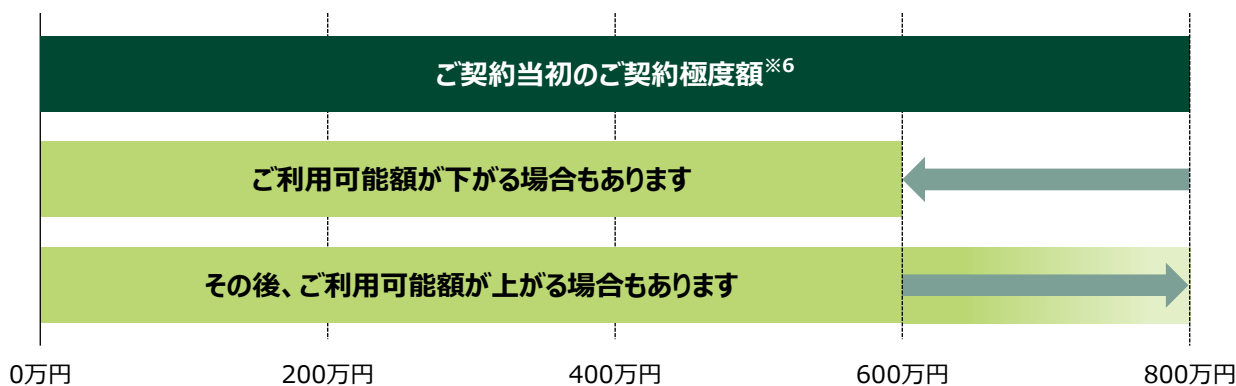 ご契約当初のご契約極度額※6
ご利用可能額が下がる場合もあります
その後、ご利用可能額が上がる場合もあります
0万円 200万円 400万円 600万円 800万円